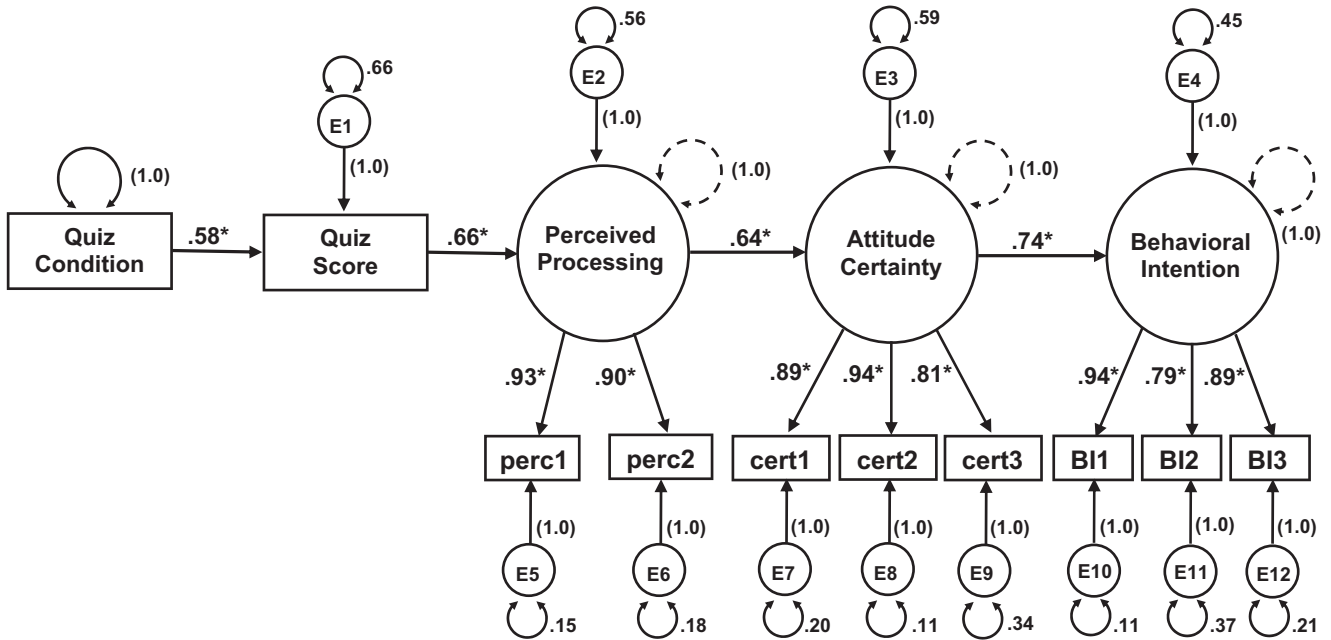 .56
.59
.45
.66
E2
E3
E4
E1
(1.0)
(1.0)
(1.0)
(1.0)
(1.0)
(1.0)
(1.0)
(1.0)
Quiz
Condition
.58*
Quiz
Score
.66*
Perceived
Processing
.64*
Attitude
Certainty
.74*
Behavioral
Intention
.93*
.90*
.89*
.94*
.81*
.94*
.79*
.89*
perc1
perc2
cert1
cert2
cert3
BI1
BI2
BI3
(1.0)
(1.0)
(1.0)
(1.0)
(1.0)
(1.0)
(1.0)
(1.0)
E5
E6
E7
E8
E9
E10
E11
E12
.15
.18
.20
.11
.34
.11
.37
.21